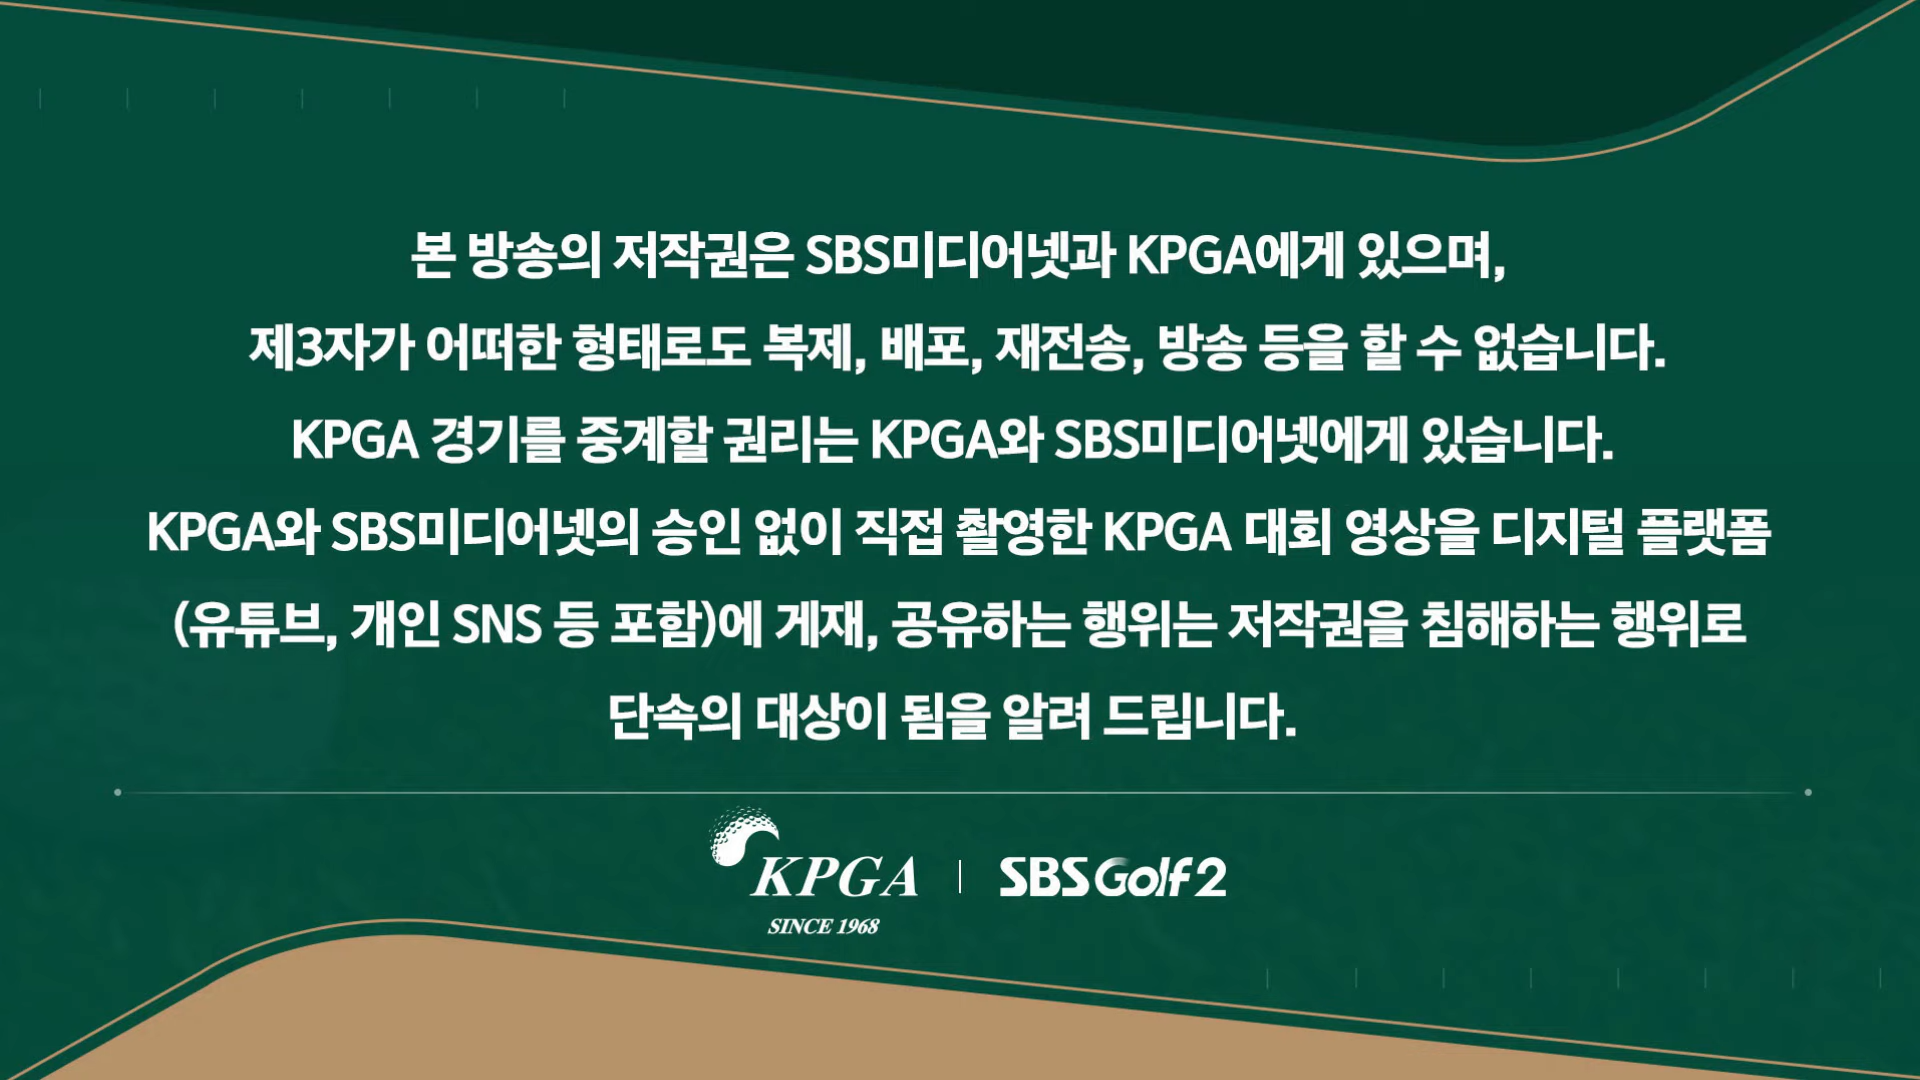 본 방송의 저작권은 SBS미디어넷과 KPGA에게 있으며,
제3자가 어떠한 형태로도 복제, 배포, 재전송, 방송 등을 할 수 없습니다.
KPGA 경기를 중계할 권리는 KPGA와 SBS미디어넷에게 있습니다.
KPGA와 SBS미디어넷의 승인 없이 직접 촬영한 KPGA 대회 영상을 디지털 플랫폼
(유튜브, 개인 SNS 등 포함)에 게재, 공유하는 행위는 저작권을 침해하는 행위로
단속의 대상이 됨을 알려 드립니다.
KPGA | SBS Golf 2
SINCE 1968